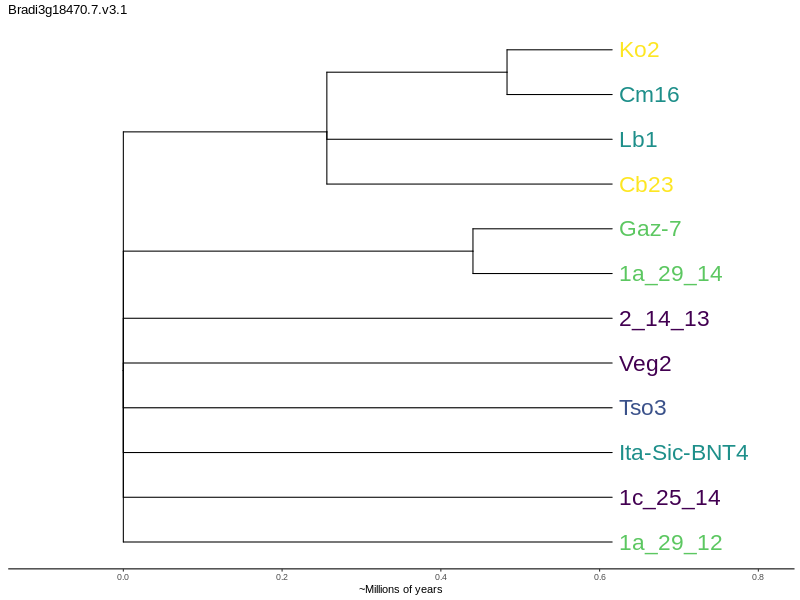 Bradi3g18470.7.v3.1
Ko2
Cm16
Lb1
Cb23
Gaz-7
1a_29_14
2_14_13
Veg2
Tso3
Ita-Sic-BNT4
1c_25_14
1a_29_12
0.0 0.2 0.4 0.6 0.8
~Millions of years